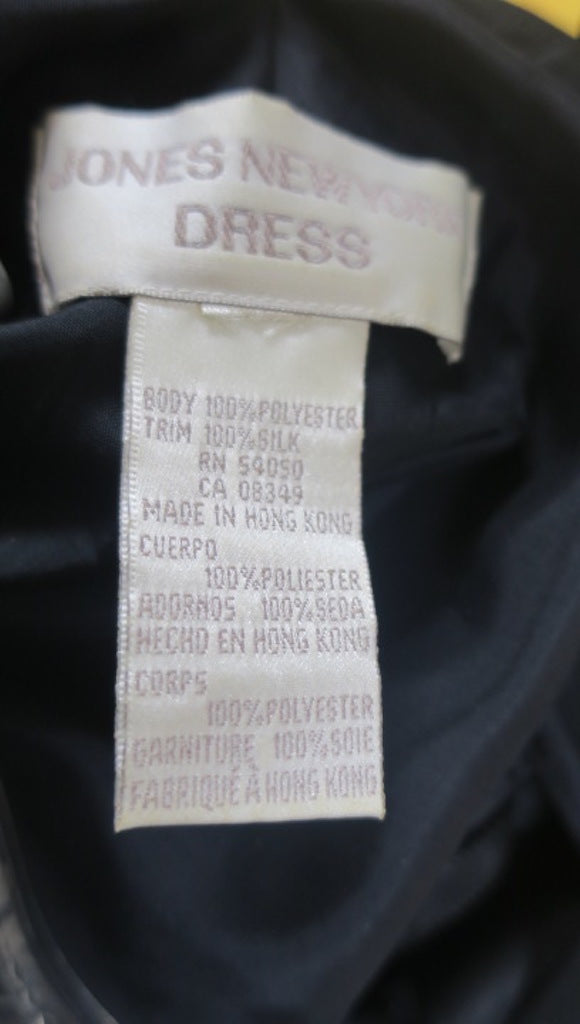 JONES NEW YORK
DRESS
BODY 100% POLYESTER
TRIM 100% SILK
RN 54050
CA 08349
MADE IN HONG KONG
CUERPO
100% POLIESTER
ADORNOS 100% SEDA
HECHO EN HONG KONG
CORPS
100% POLYESTER
GARNITURE 100% SOIE
FABRIQUÉ À HONG KONG